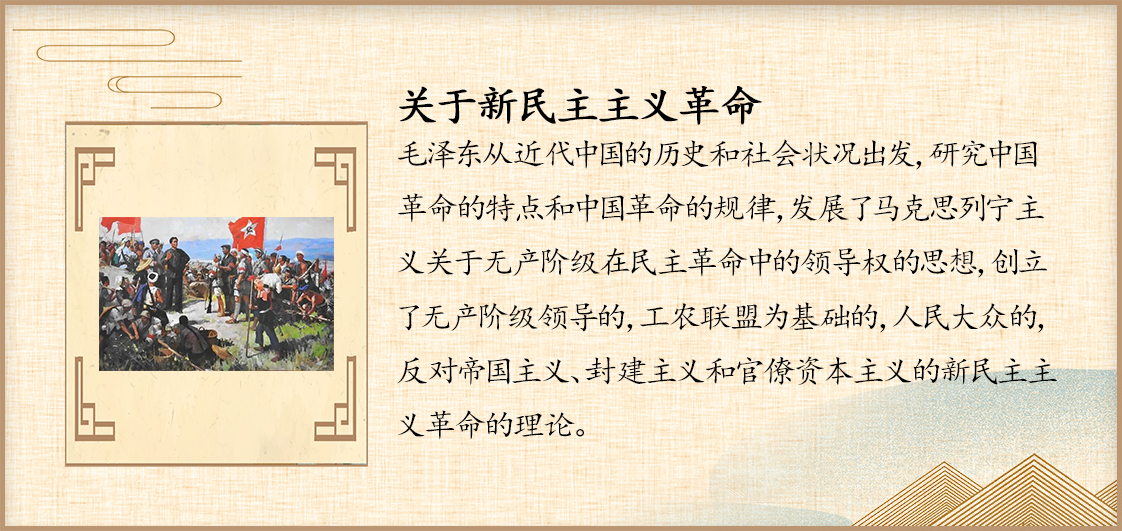 关于新民主主义革命
毛泽东从近代中国的历史和社会状况出发,研究中国
革命的特点和中国革命的规律,发展了马克思列宁主
义关于无产阶级在民主革命中的领导权的思想,创立
了无产阶级领导的,工农联盟为基础的,人民大众的,
反对帝国主义、封建主义和官僚资本主义的新民主主
义革命的理论。